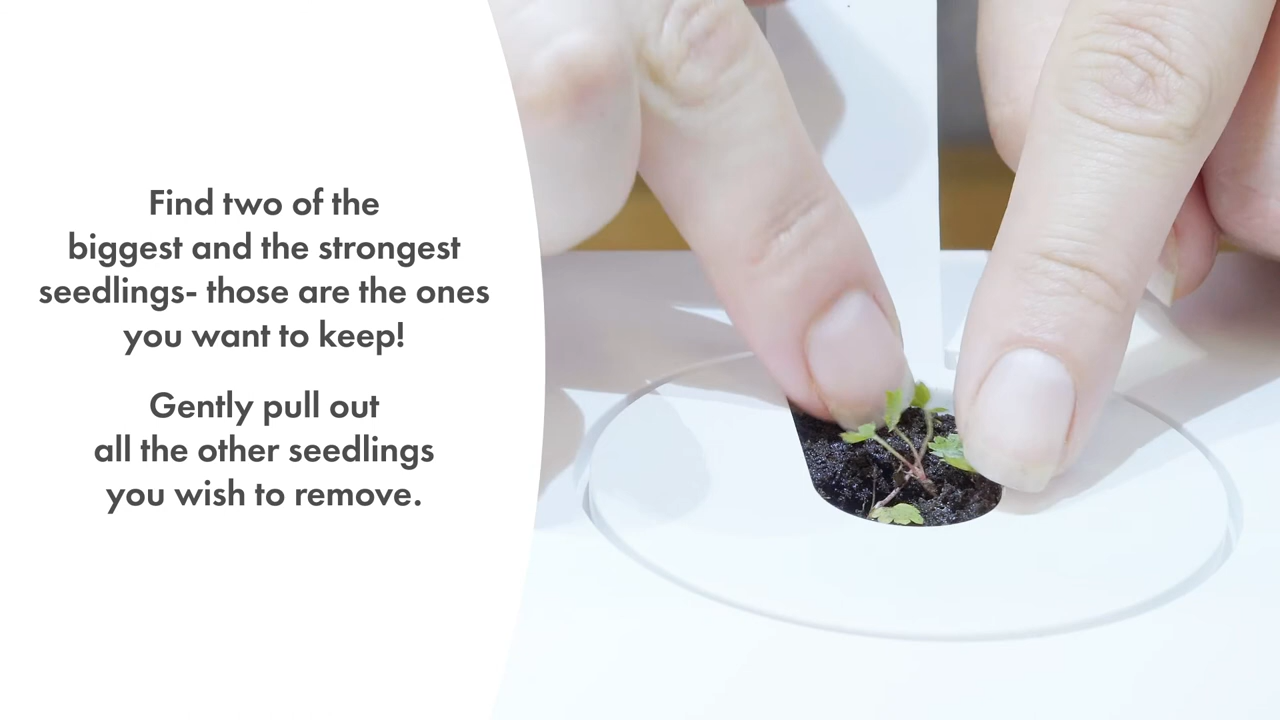 Find two of the
biggest and the strongest
seedlings- those are the ones
you want to keep!
Gently pull out
all the other seedlings
you wish to remove.